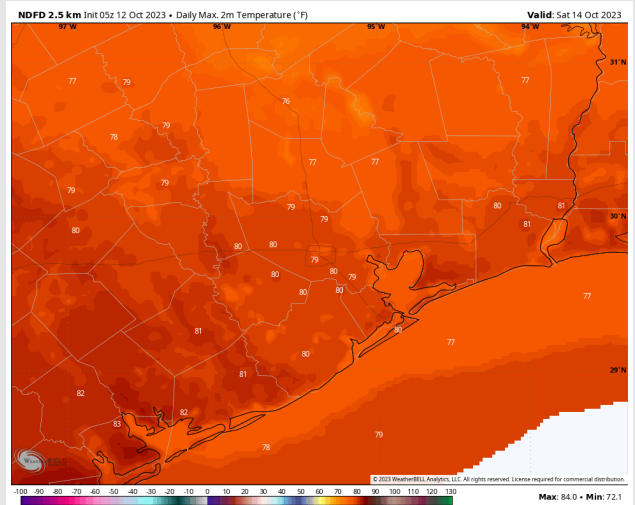 NDFD 2.5 km Init 05z 12 Oct 2023 • Daily Max. 2m Temperature (°F) Valid: Sat 14 Oct 2023
97°W 96°W 95°W 94°W
31°N
77 79 77
76
79
78
77 77
79 79
79 80 81
79 81
30°N
80
80 80
79
80 79
80
80 80
77
81 80
77
80
29°N
81
82
82
83
79
78
WeatherBELL
© 2023 WeatherBELL Analytics, LLC. All rights reserved. License required for commercial distribution.
-100 -90 -80 -70 -60 -50 -40 -30 -20 -10 0 10 20 30 40 50 60 70 80 90 100 110 120 130
Max: 84.0 • Min: 72.1